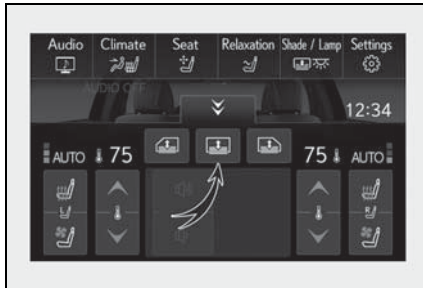 Audio Climate Seat Relaxation Shade / Lamp Settings
AUDIO OFF
12:34
AUTO 75 75 AUTO
L R